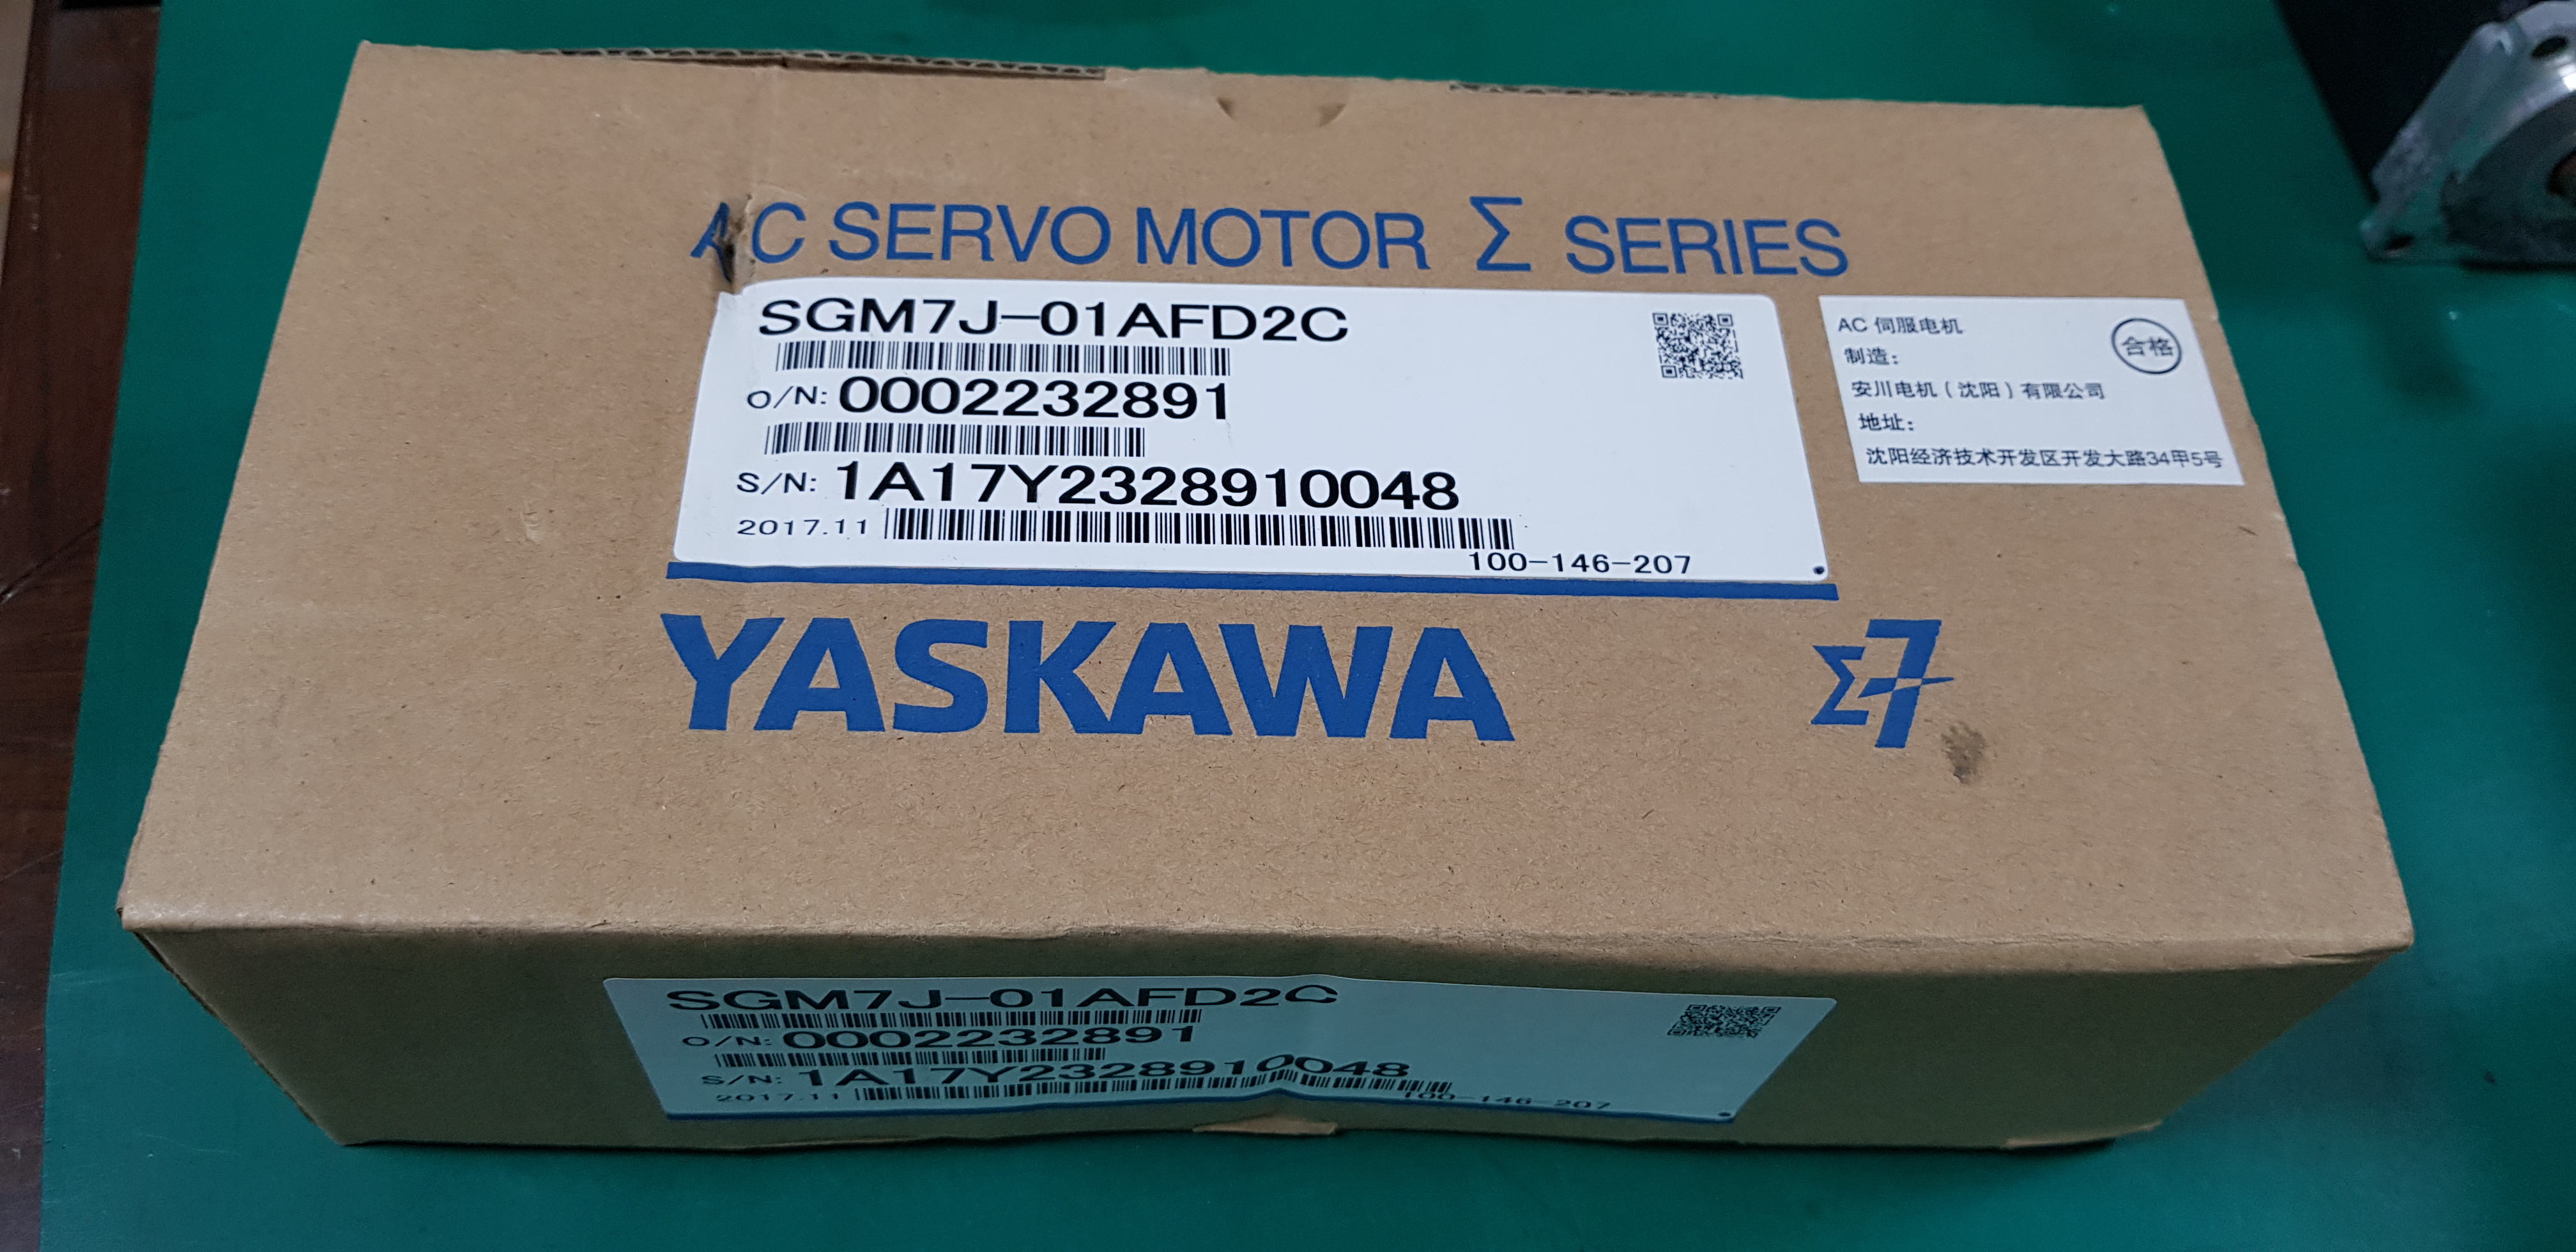 AC SERVO MOTOR Σ SERIES
SGM7J-01AFD2C
O/N: 0002232891
S/N: 1A17Y2328910048
2017.11
100-146-207
AC 伺服电机
合格
制造：
安川电机（沈阳）有限公司
地址：
沈阳经济技术开发区开发大路34甲5号
YASKAWA
Σ7
SGM7J-01AFD2C
O/N: 0002232891
S/N: 1A17Y2328910048
2017.11
100-146-207